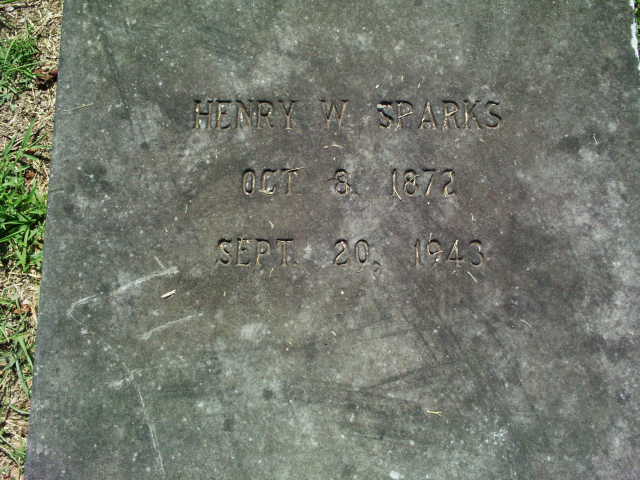 HENRY W. SPARKS
OCT. 8, 1872
SEPT. 20, 1943